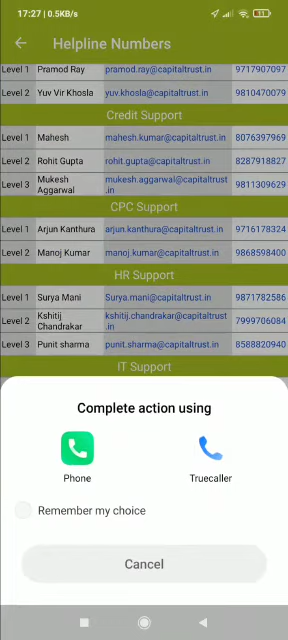 17:27 | 0.5KB/s
11
Helpline Numbers
Level 1 Pramod Ray pramod.ray@capitaltrust.in 9717907097
Level 2 Yuv Vir Khosla yuv.khosla@capitaltrust.in 9810470079
Credit Support
Level 1 Mahesh mahesh.kumar@capitaltrust.in 8076397969
Level 2 Rohit Gupta rohit.gupta@capitaltrust.in 8287918827
Level 3 Mukesh Aggarwal mukesh.aggarwal@capitaltrust.in 9811309629
CPC Support
Level 1 Arjun Kanthura arjun.kanthura@capitaltrust.in 9716178324
Level 2 Manoj Kumar manoj.kumar@capitaltrust.in 9868598400
HR Support
Level 1 Surya Mani Surya.mani@capitaltrust.in 9871782586
Level 2 Kshitij Chandrakar kshitij.chandrakar@capitaltrust.in 7999706084
Level 3 Punit sharma punit.sharma@capitaltrust.in 8588820940
IT Support
Complete action using
Phone
Truecaller
Remember my choice
Cancel